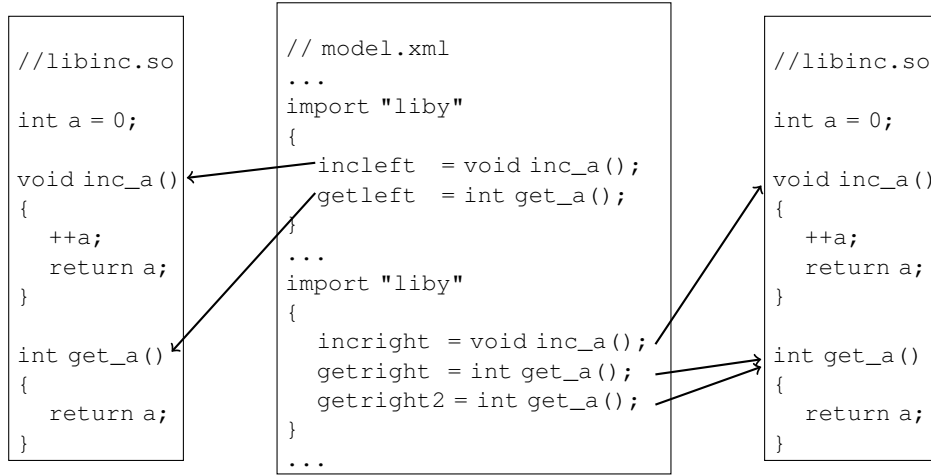 //libinc.so
int a = 0;
void inc_a()
{
++a;
return a;
}
int get_a()
{
return a;
}
// model.xml
...
import "liby"
{
incleft = void inc_a();
getleft = int get_a();
}
...
import "liby"
{
incright = void inc_a();
getright = int get_a();
getright2 = int get_a();
}
...
//libinc.so
int a = 0;
void inc_a()
{
++a;
return a;
}
int get_a()
{
return a;
}